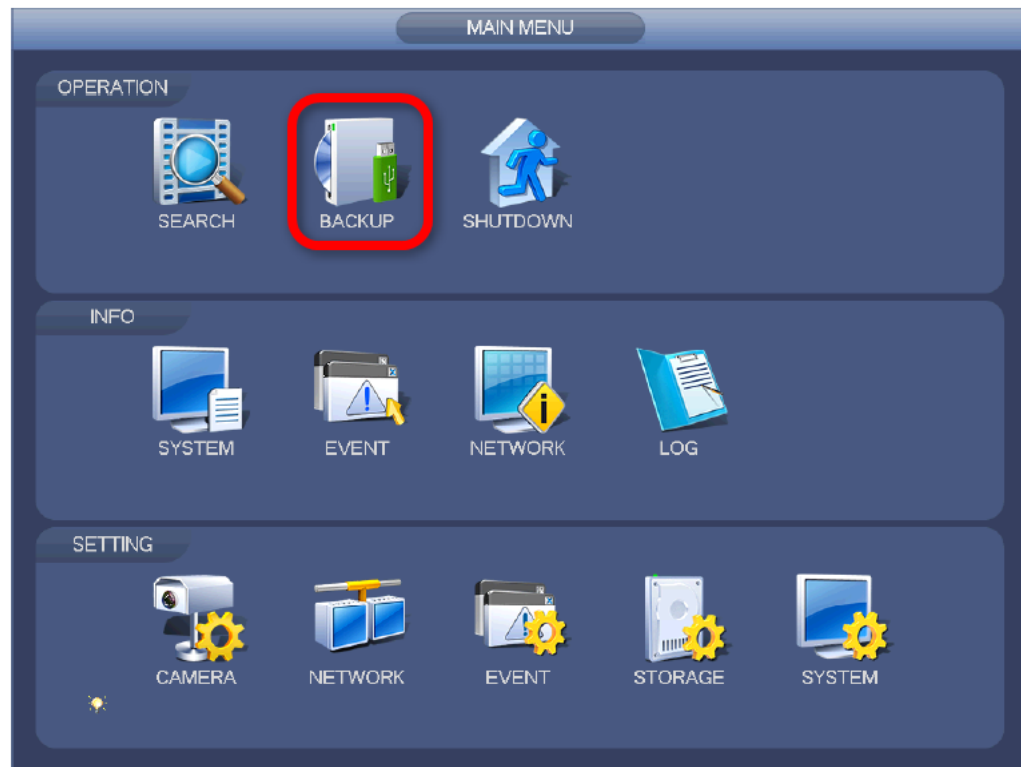 MAIN MENU
OPERATION
SEARCH BACKUP SHUTDOWN
INFO
SYSTEM EVENT NETWORK LOG
SETTING
CAMERA NETWORK EVENT STORAGE SYSTEM